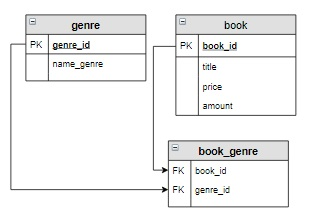 genre
PK genre_id
name_genre
book
PK book_id
title
price
amount
book_genre
FK book_id
FK genre_id